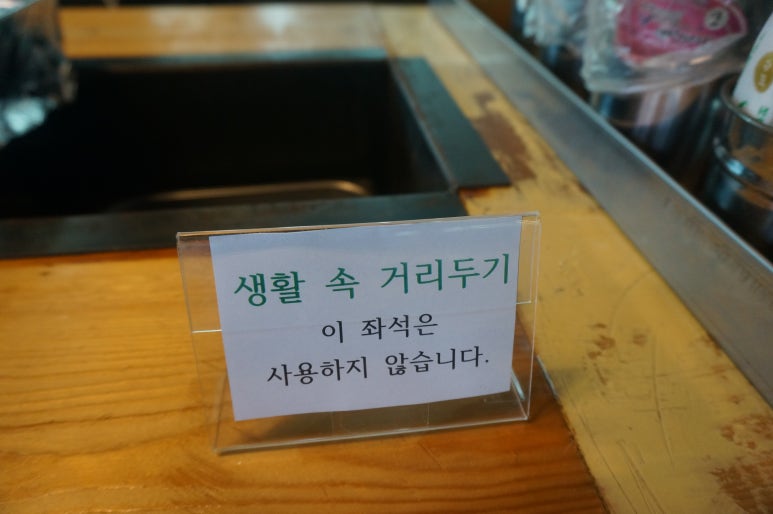 생활 속 거리두기
이 좌석은
사용하지 않습니다.